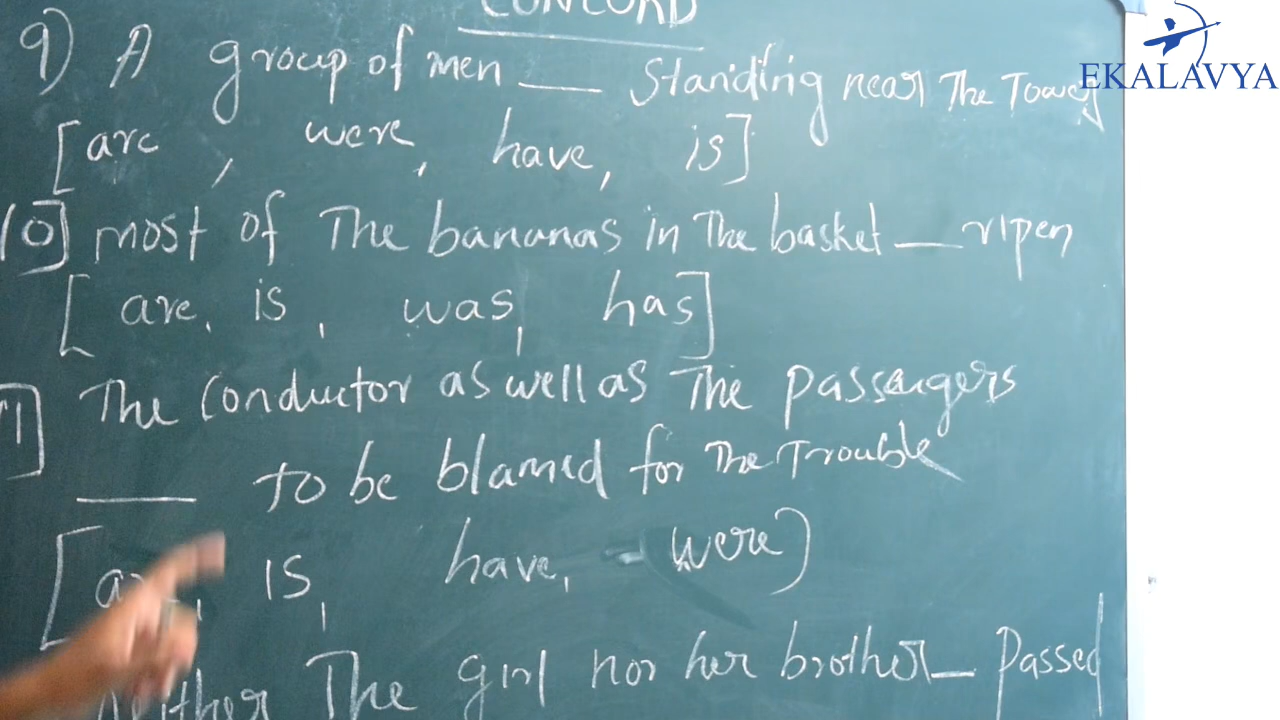 CONCORD
EKALAVYA
9) A group of men ___ Standing near The Tower
[are, were, have, is]
10] most of The bananas in The basket ___ ripen
[are, is, was, has]
11] The Conductor as well as The passengers
___ to be blamed for The Trouble
[are, is, have, were]
Neither The girl nor her brother _ Passed